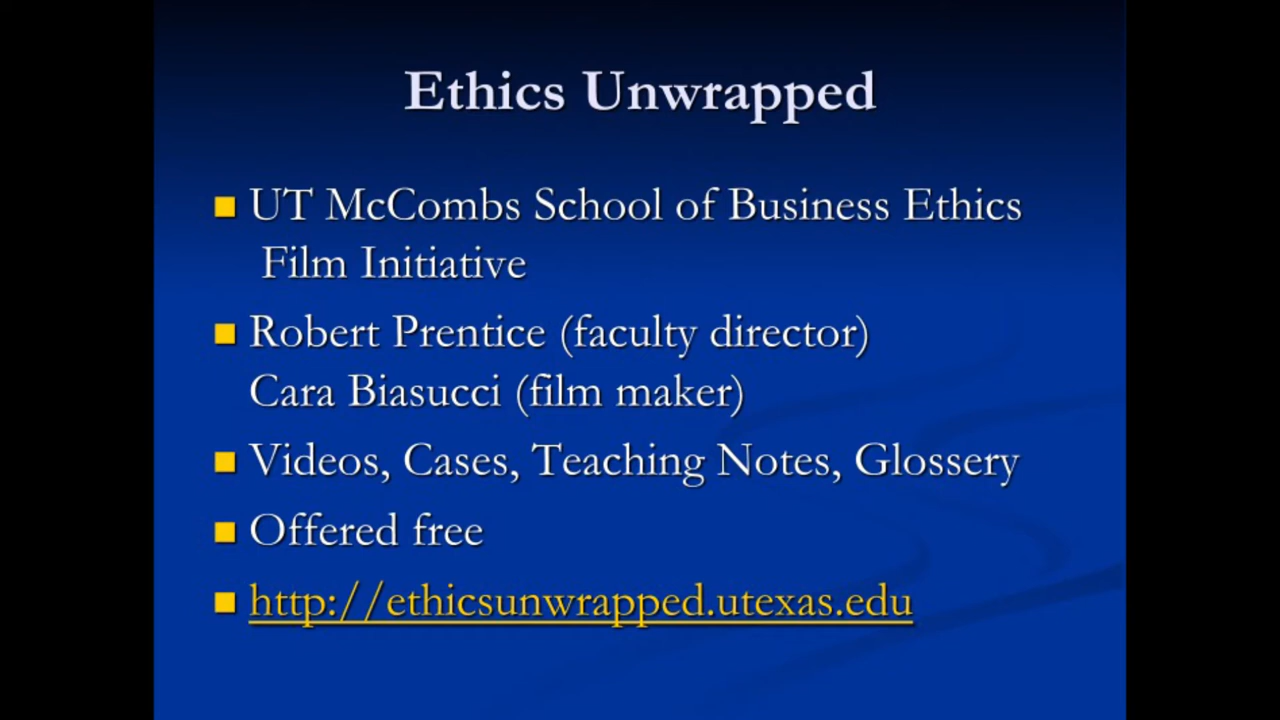 Ethics Unwrapped
UT McCombs School of Business Ethics
Film Initiative
Robert Prentice (faculty director)
Cara Biasucci (film maker)
Videos, Cases, Teaching Notes, Glossery
Offered free
http://ethicsunwrapped.utexas.edu